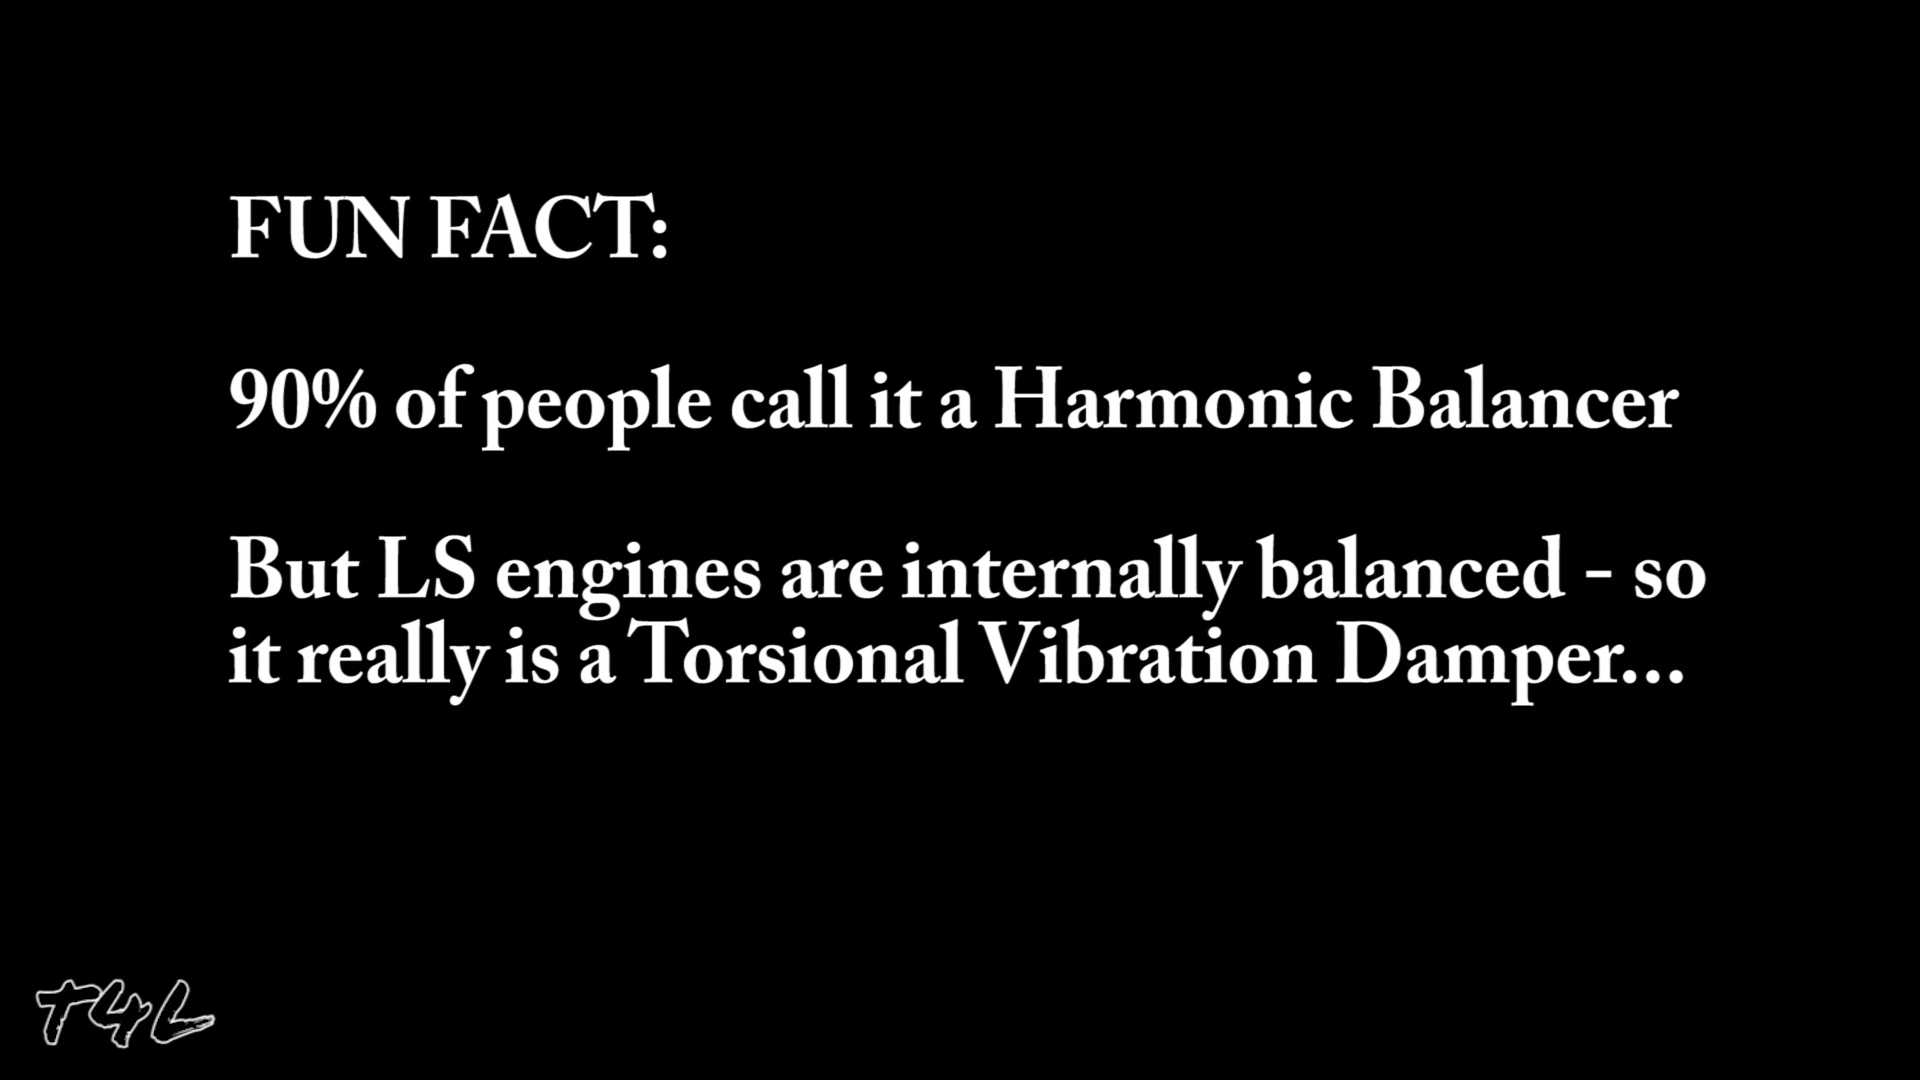 FUN FACT:
90% of people call it a Harmonic Balancer
But LS engines are internally balanced - so
it really is a Torsional Vibration Damper...
T4L